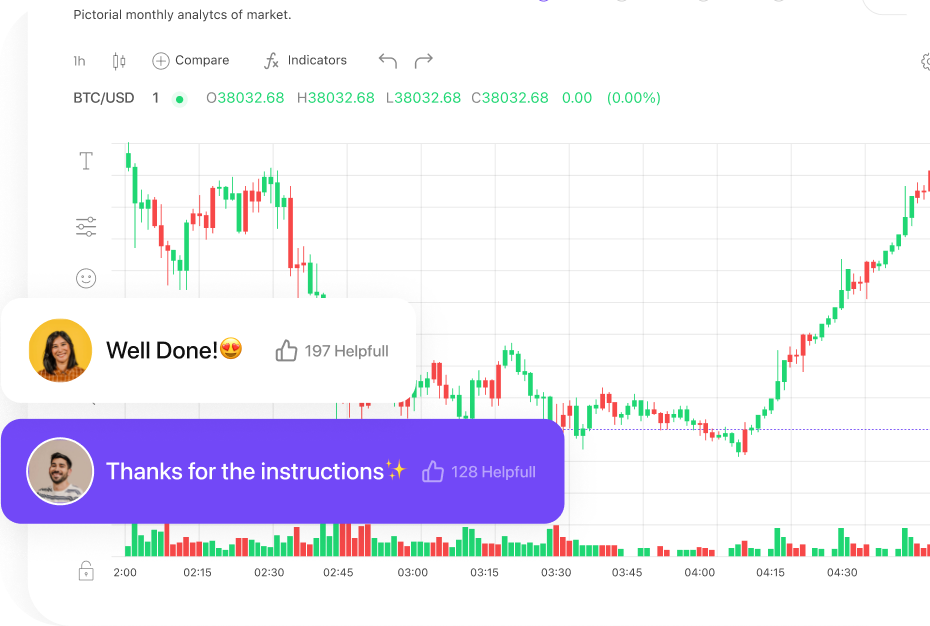 Pictorial monthly analytcs of market.
1h Compare fx Indicators
BTC/USD 1 O38032.68 H38032.68 L38032.68 C38032.68 0.00 (0.00%)
T
Well Done!😍 197 Helpfull
Thanks for the instructions✨ 128 Helpfull
2:00 02:15 02:30 02:45 03:00 03:15 03:30 03:45 04:00 04:15 04:30